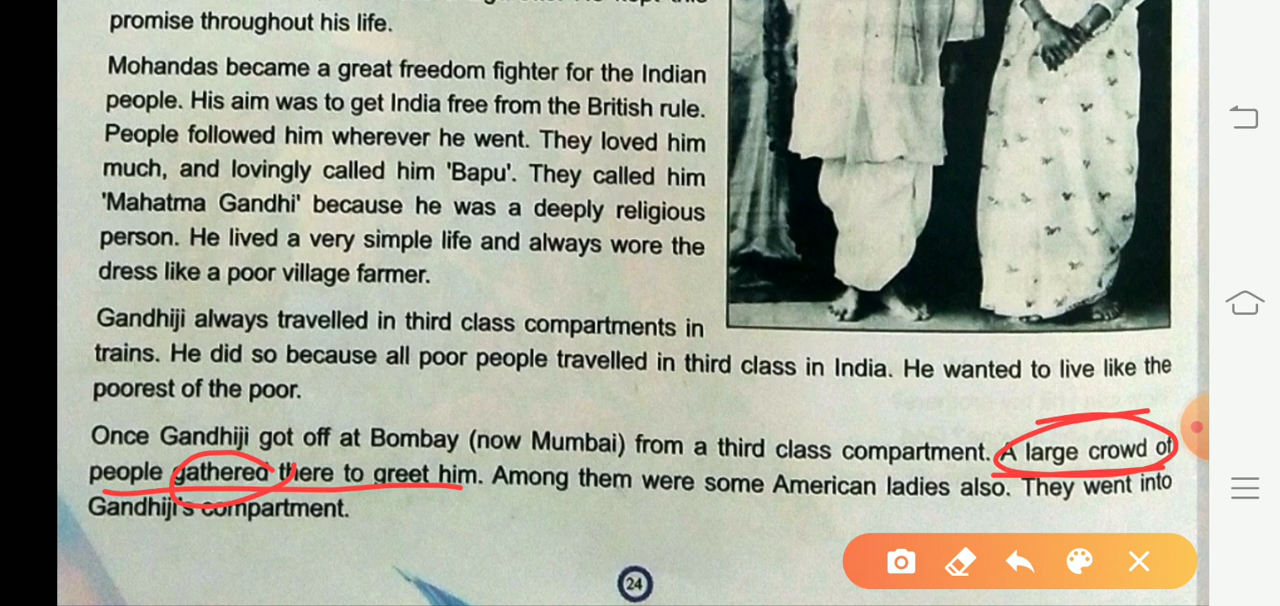 promise throughout his life.
Mohandas became a great freedom fighter for the Indian
people. His aim was to get India free from the British rule.
People followed him wherever he went. They loved him
much, and lovingly called him 'Bapu'. They called him
'Mahatma Gandhi' because he was a deeply religious
person. He lived a very simple life and always wore the
dress like a poor village farmer.
Gandhiji always travelled in third class compartments in
trains. He did so because all poor people travelled in third class in India. He wanted to live like the
poorest of the poor.
Once Gandhiji got off at Bombay (now Mumbai) from a third class compartment. A large crowd of
people gathered there to greet him. Among them were some American ladies also. They went into
Gandhiji's compartment.
24